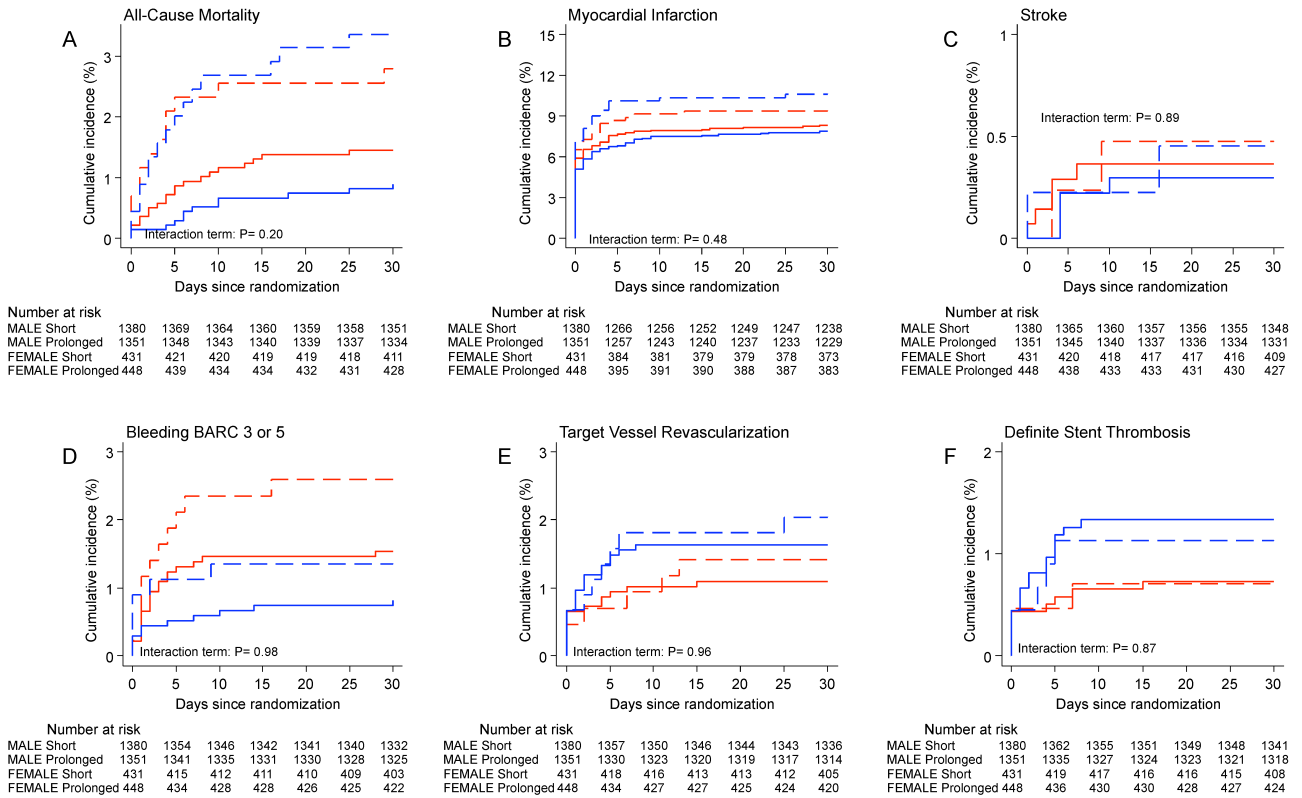 All-Cause Mortality
A
Cumulative incidence (%)
3
2
1
0
Interaction term: P= 0.20
0 5 10 15 20 25 30
Days since randomization
Number at risk
MALE Short 1380 1369 1364 1360 1359 1358 1351
MALE Prolonged 1351 1348 1343 1340 1339 1337 1334
FEMALE Short 431 421 420 419 419 418 411
FEMALE Prolonged 448 439 434 434 432 431 428
Myocardial Infarction
B
Cumulative incidence (%)
15
12
9
6
3
0
Interaction term: P= 0.48
0 5 10 15 20 25 30
Days since randomization
Number at risk
MALE Short 1380 1266 1256 1252 1249 1247 1238
MALE Prolonged 1351 1257 1243 1240 1237 1233 1229
FEMALE Short 431 384 381 379 379 378 373
FEMALE Prolonged 448 395 391 390 388 387 383
Stroke
C
Cumulative incidence (%)
1
0.5
0
Interaction term: P= 0.89
0 5 10 15 20 25 30
Days since randomization
Number at risk
MALE Short 1380 1365 1360 1357 1356 1355 1348
MALE Prolonged 1351 1345 1340 1337 1336 1334 1331
FEMALE Short 431 420 418 417 417 416 409
FEMALE Prolonged 448 438 433 433 431 430 427
Bleeding BARC 3 or 5
D
Cumulative incidence (%)
3
2
1
0
Interaction term: P= 0.98
0 5 10 15 20 25 30
Days since randomization
Number at risk
MALE Short 1380 1354 1346 1342 1341 1340 1332
MALE Prolonged 1351 1341 1335 1331 1330 1328 1325
FEMALE Short 431 415 412 411 410 409 403
FEMALE Prolonged 448 434 428 428 426 425 422
Target Vessel Revascularization
E
Cumulative incidence (%)
3
2
1
0
Interaction term: P= 0.96
0 5 10 15 20 25 30
Days since randomization
Number at risk
MALE Short 1380 1357 1350 1346 1344 1343 1336
MALE Prolonged 1351 1330 1323 1320 1319 1317 1314
FEMALE Short 431 418 416 413 413 412 405
FEMALE Prolonged 448 434 427 427 425 424 420
Definite Stent Thrombosis
F
Cumulative incidence (%)
2
1
0
Interaction term: P= 0.87
0 5 10 15 20 25 30
Days since randomization
Number at risk
MALE Short 1380 1362 1355 1351 1349 1348 1341
MALE Prolonged 1351 1335 1327 1324 1323 1321 1318
FEMALE Short 431 419 417 416 416 415 408
FEMALE Prolonged 448 436 430 430 428 427 424